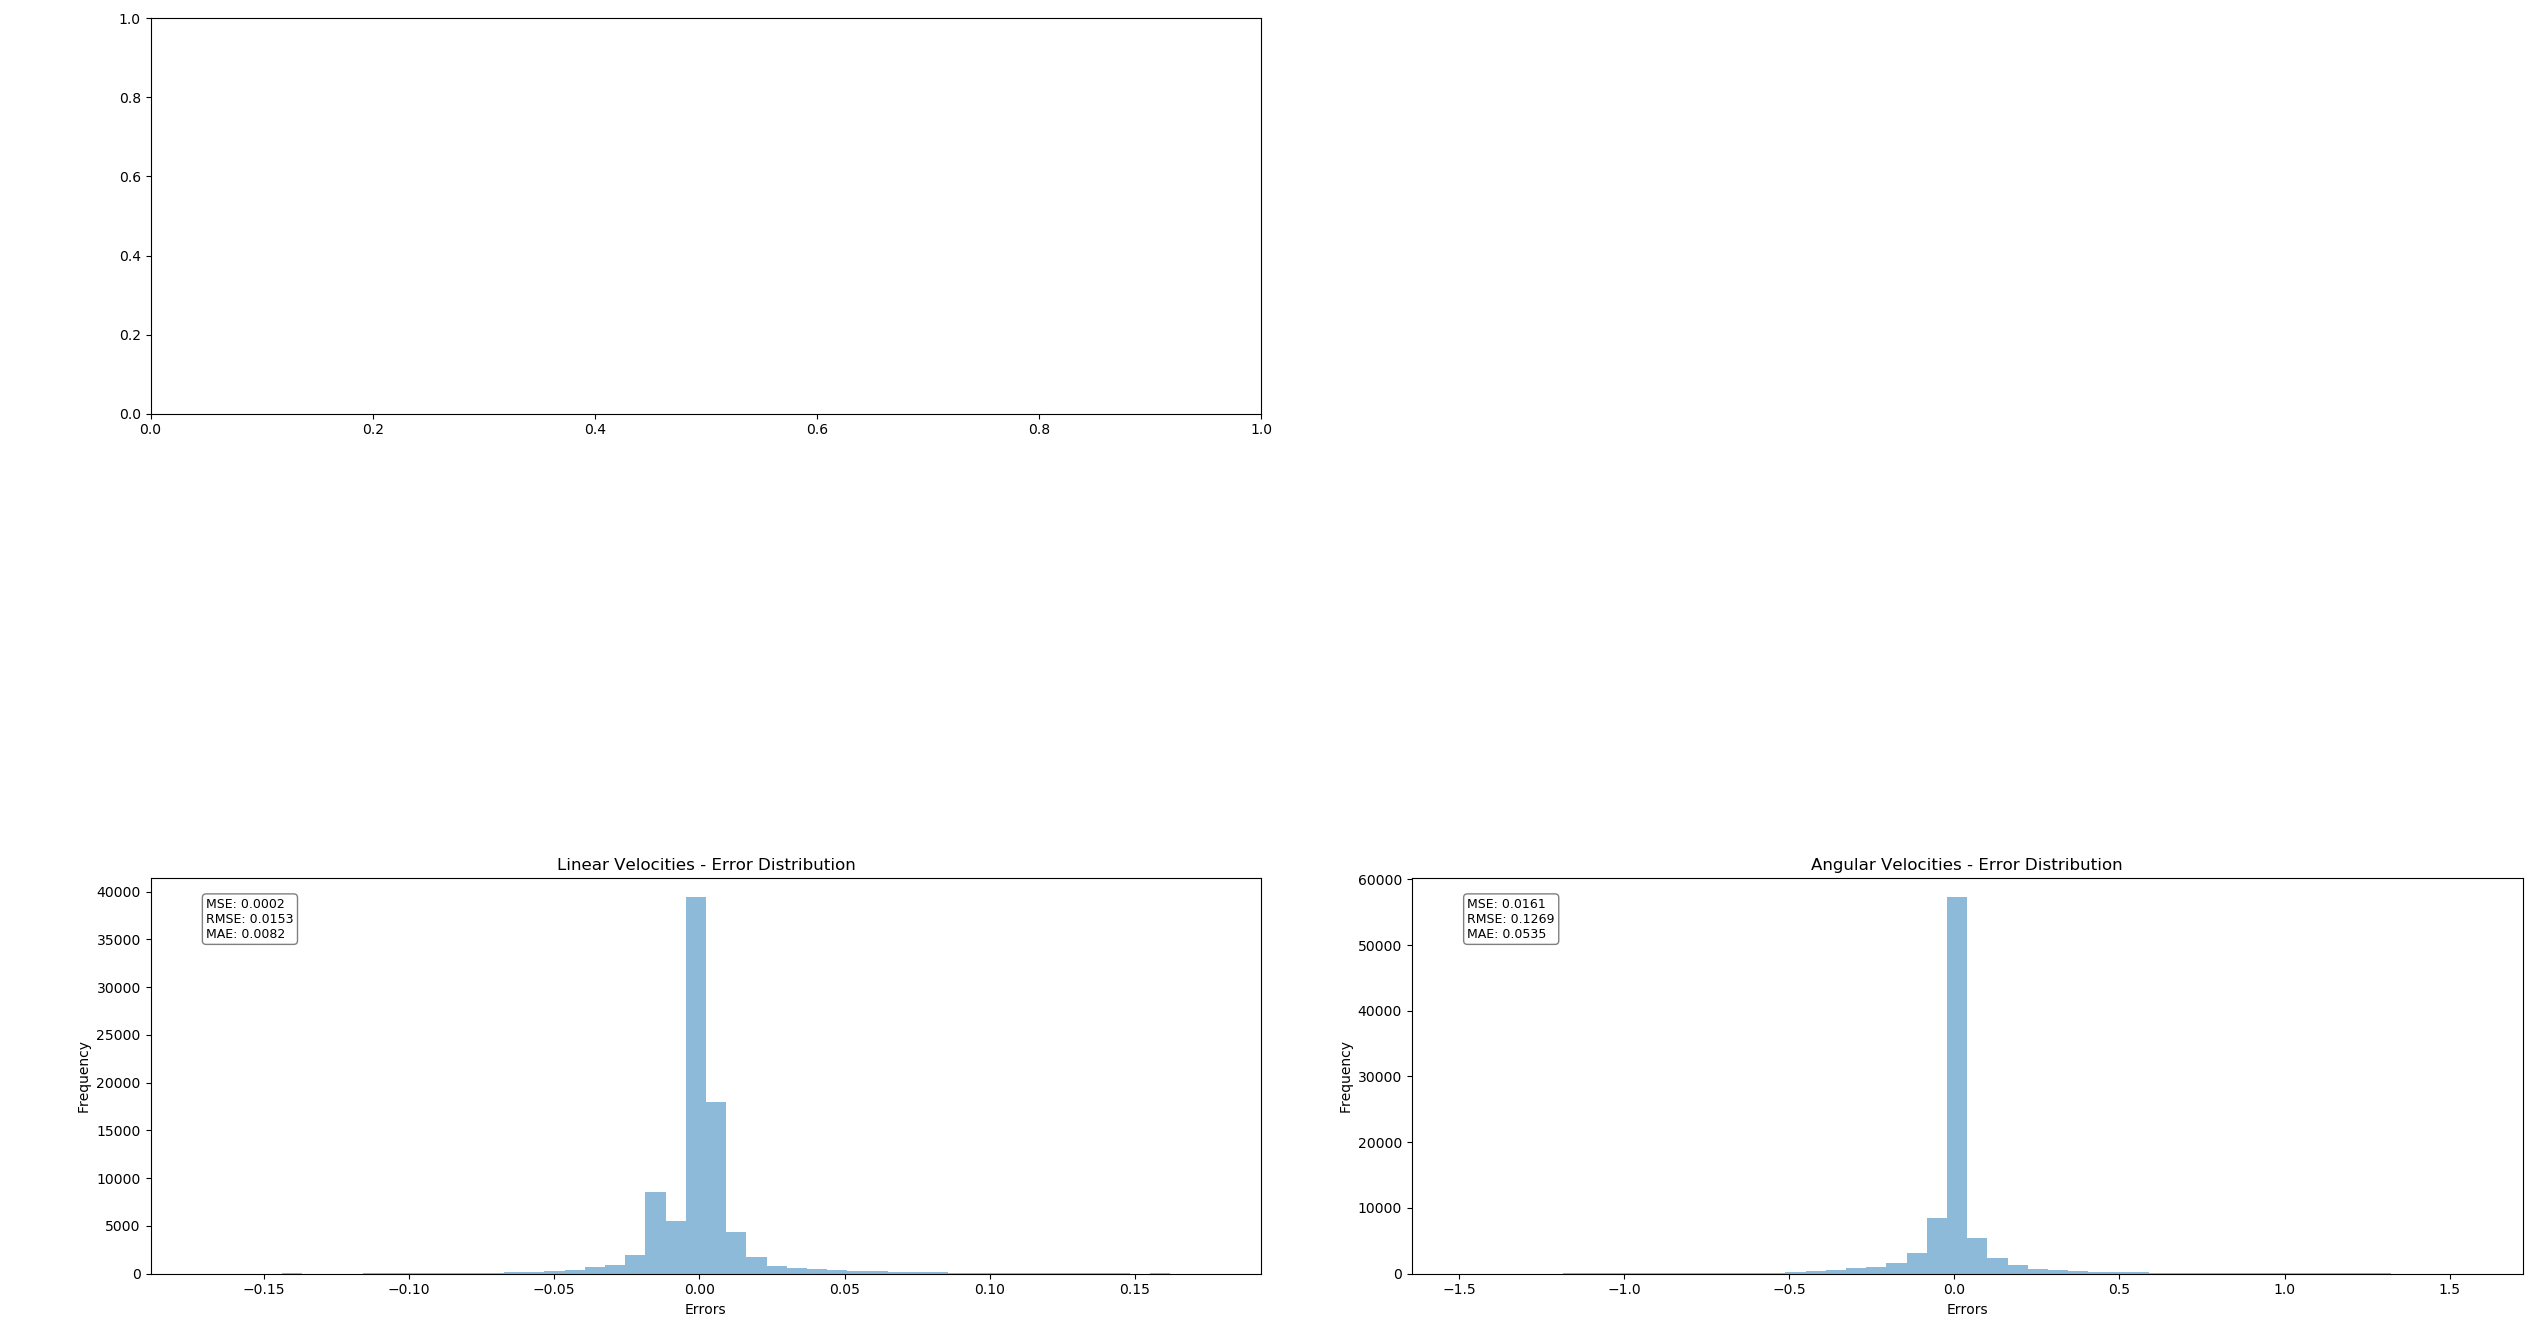 1.0
0.8
0.6
0.4
0.2
0.0
0.0 0.2 0.4 0.6 0.8 1.0
Linear Velocities - Error Distribution
MSE: 0.0002
RMSE: 0.0153
MAE: 0.0082
40000
35000
30000
25000
20000
15000
10000
5000
0
Frequency
−0.15 −0.10 −0.05 0.00 0.05 0.10 0.15
Errors
Angular Velocities - Error Distribution
MSE: 0.0161
RMSE: 0.1269
MAE: 0.0535
60000
50000
40000
30000
20000
10000
0
Frequency
−1.5 −1.0 −0.5 0.0 0.5 1.0 1.5
Errors